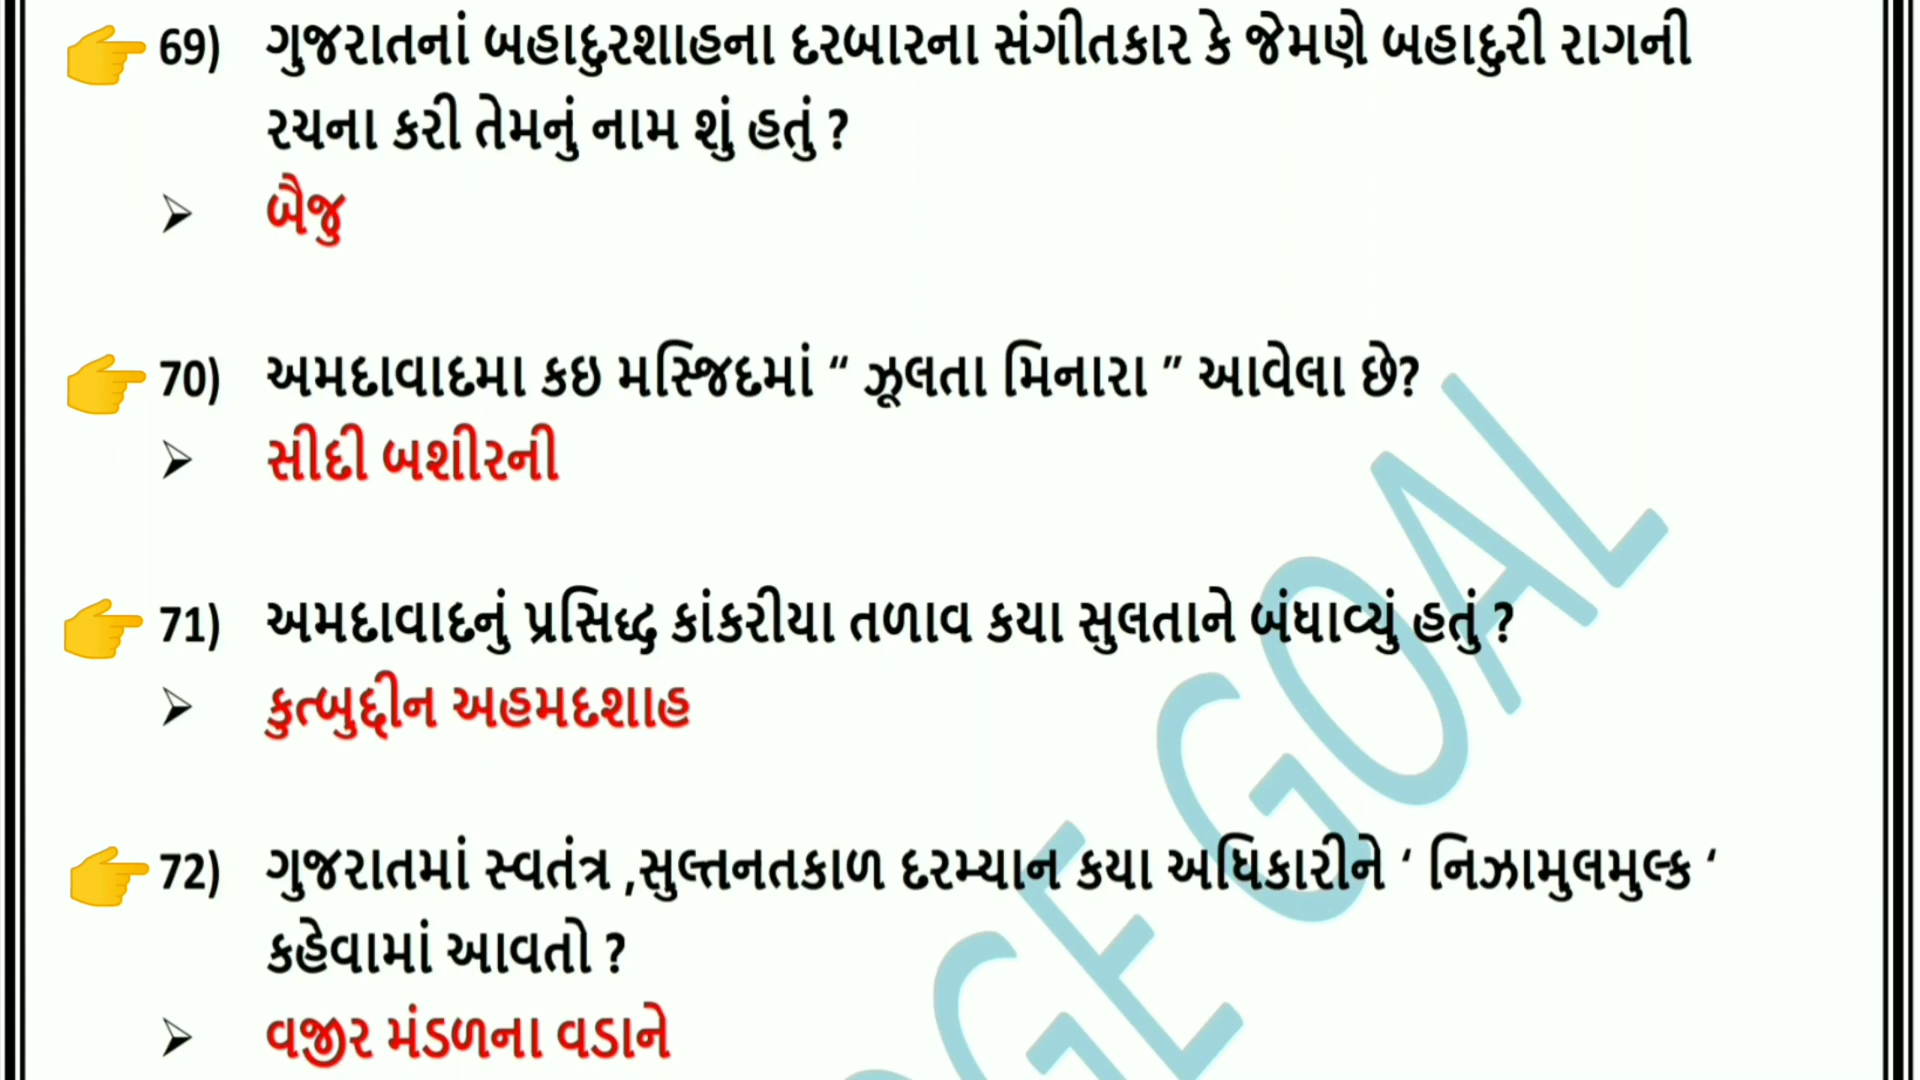 69) ગુજરાતનાં બહાદુરશાહના દરબારના સંગીતકાર કે જેમણે બહાદુરી રાગની
રચના કરી તેમનું નામ શું હતું ?
➢ બૈજુ
70) અમદાવાદમા કઇ મસ્જિદમાં “ ઝૂલતા મિનારા ” આવેલા છે?
➢ સીદી બશીરની
71) અમદાવાદનું પ્રસિદ્ધ કાંકરીયા તળાવ કયા સુલતાને બંધાવ્યું હતું ?
➢ કુત્બુદ્દીન અહમદશાહ
72) ગુજરાતમાં સ્વતંત્ર ,સુલ્તનતકાળ દરમ્યાન કયા અધિકારીને ‘ નિઝામુલમુલ્ક ‘
કહેવામાં આવતો ?
➢ વજીર મંડળના વડાને
GE GOAL